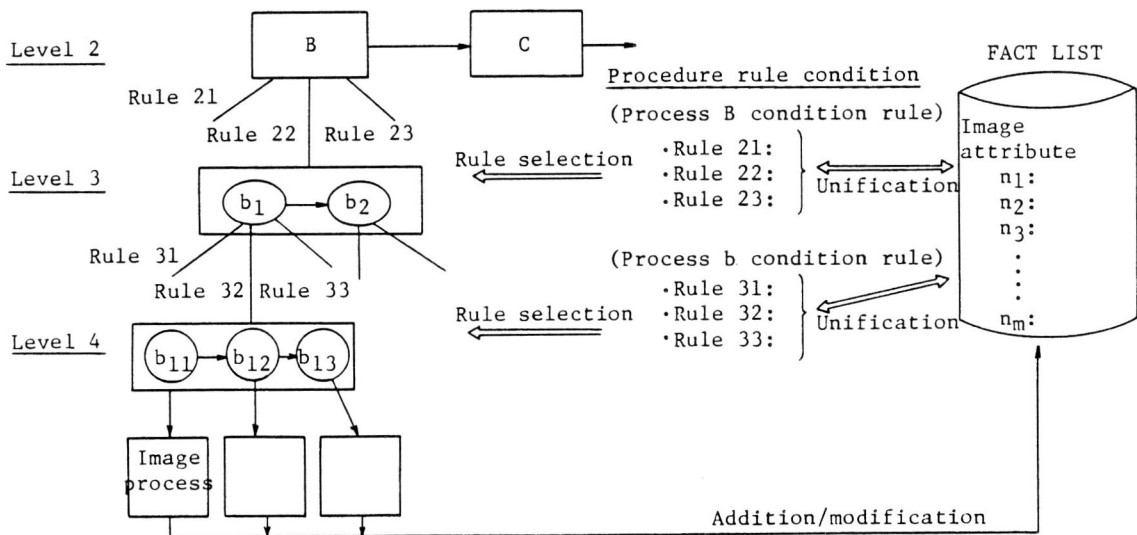 Level 2
B
C
FACT LIST
Procedure rule condition
Rule 21
Rule 22
Rule 23
(Process B condition rule)
·Rule 21:
·Rule 22:
·Rule 23:
Rule selection
Unification
Image
attribute
n1:
n2:
n3:
nm:
Level 3
b1
b2
Rule 31
Rule 32
Rule 33
(Process b condition rule)
·Rule 31:
·Rule 32:
·Rule 33:
Rule selection
Unification
Level 4
b11
b12
b13
Image
process
Addition/modification